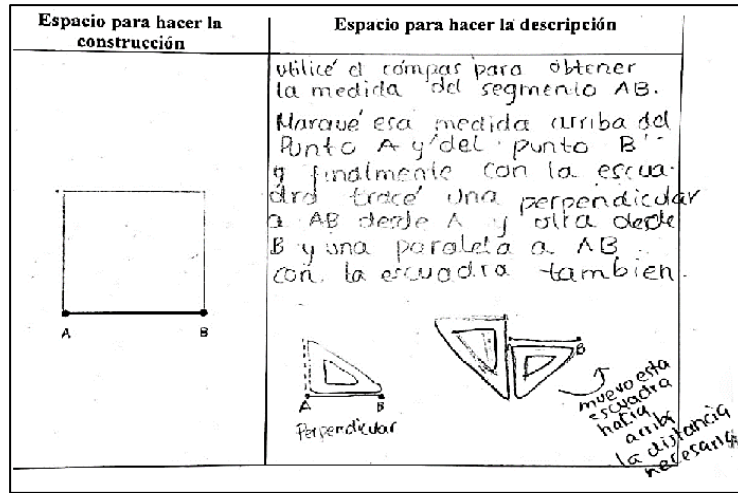 Espacio para hacer la
construcción
Espacio para hacer la descripción
utilicé el compas para obtener
la medida del segmento AB.
Marqué esa medida arriba del
Punto A y del punto B
y finalmente con la escua-
dra tracé una perpendicular
a AB desde A y otra desde
B y una paralela a AB
con la escuadra tambien.
A B
A B
Perpendicular
B
muevo esta
escuadra
hacia
arriba
la distancia
necesaria